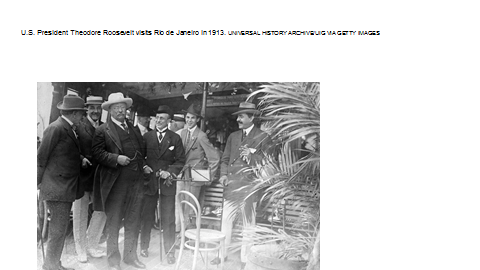 U.S. President Theodore Roosevelt visits Rio de Janeiro in 1913. UNIVERSAL HISTORY ARCHIVE/UIG VIA GETTY IMAGES